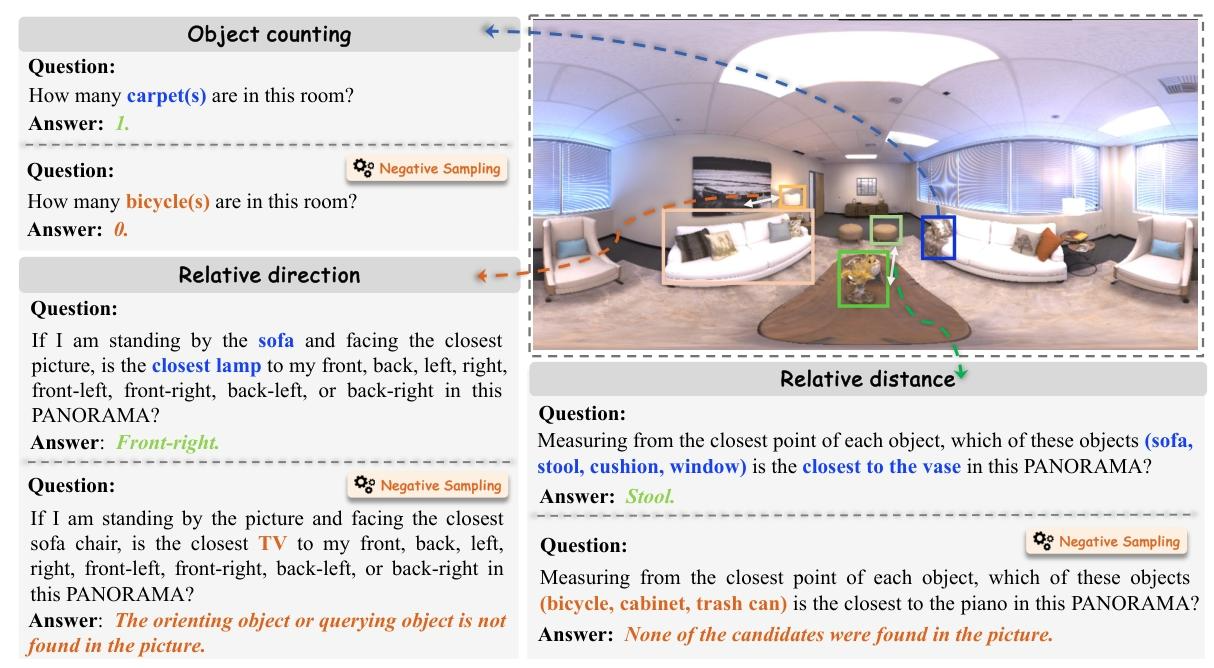 Object counting
Question:
How many carpet(s) are in this room?
Answer: 1.
Question:
Negative Sampling
How many bicycle(s) are in this room?
Answer: 0.
Relative direction
Question:
If I am standing by the sofa and facing the closest
picture, is the closest lamp to my front, back, left, right,
front-left, front-right, back-left, or back-right in this
PANORAMA?
Answer: Front-right.
Question:
Negative Sampling
If I am standing by the picture and facing the closest
sofa chair, is the closest TV to my front, back, left,
right, front-left, front-right, back-left, or back-right in
this PANORAMA?
Answer: The orienting object or querying object is not
found in the picture.
Relative distance
Question:
Measuring from the closest point of each object, which of these objects (sofa,
stool, cushion, window) is the closest to the vase in this PANORAMA?
Answer: Stool.
Question:
Negative Sampling
Measuring from the closest point of each object, which of these objects
(bicycle, cabinet, trash can) is the closest to the piano in this PANORAMA?
Answer: None of the candidates were found in the picture.